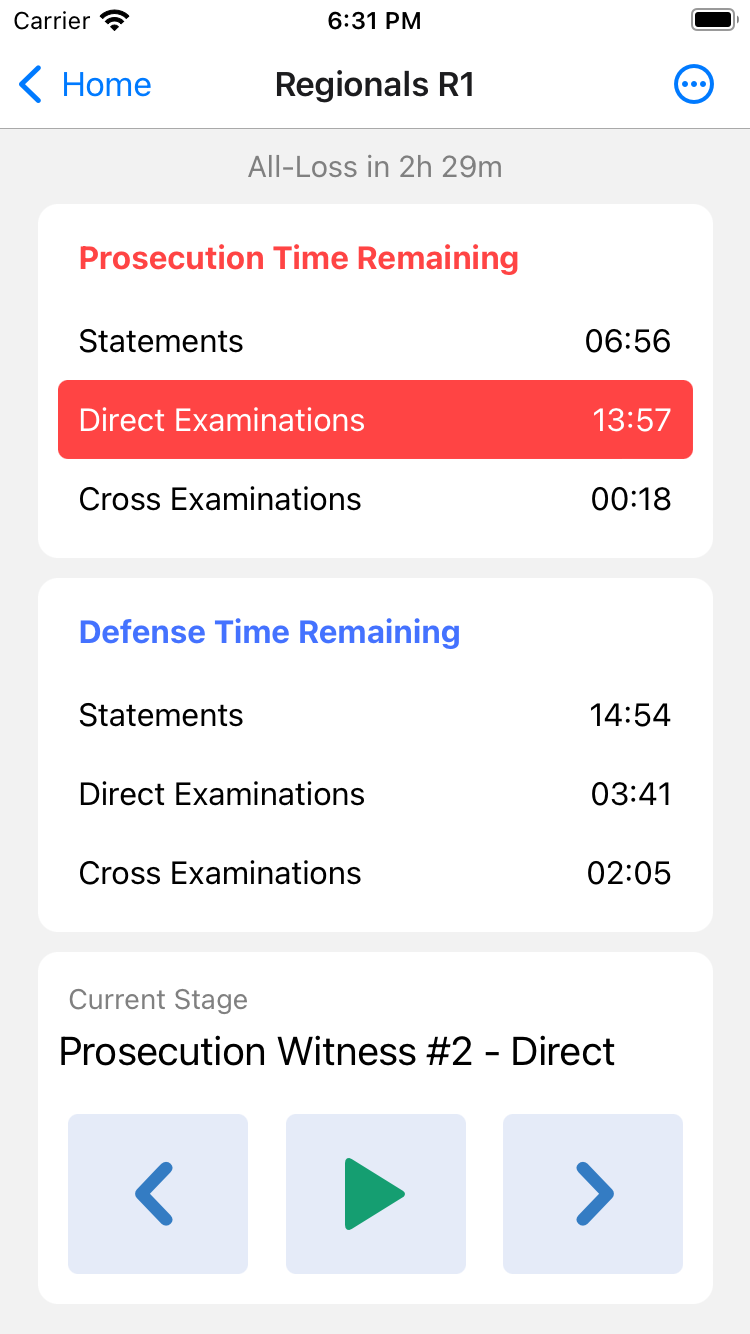 Carrier 6:31 PM
Home Regionals R1
All-Loss in 2h 29m
Prosecution Time Remaining
Statements 06:56
Direct Examinations 13:57
Cross Examinations 00:18
Defense Time Remaining
Statements 14:54
Direct Examinations 03:41
Cross Examinations 02:05
Current Stage
Prosecution Witness #2 - Direct